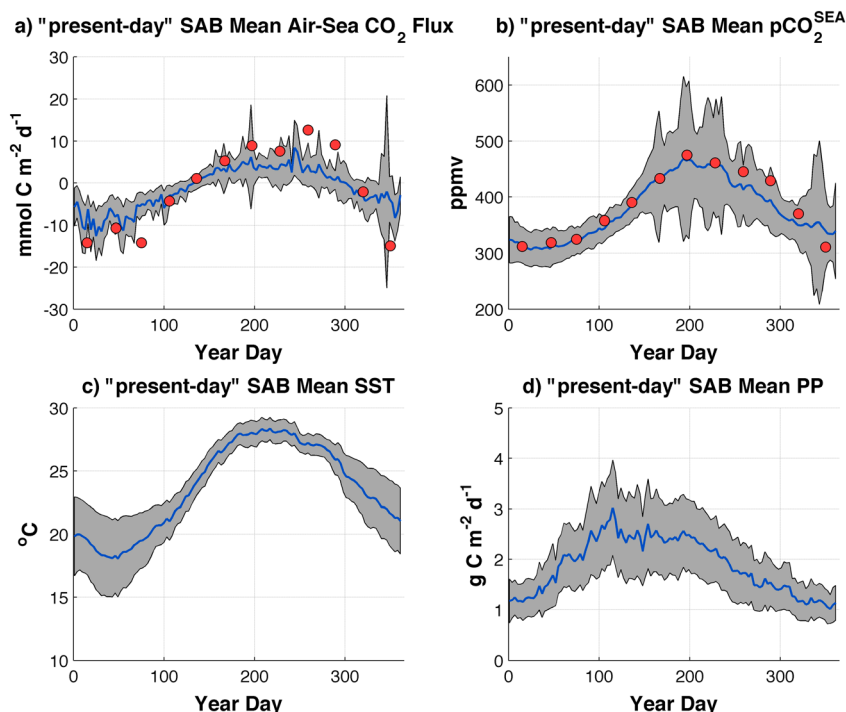 a) "present-day" SAB Mean Air-Sea CO2 Flux
30
20
10
0
-10
-20
-30
mmol C m-2 d-1
0 100 200 300
Year Day
b) "present-day" SAB Mean pCO2SEA
600
500
400
300
200
ppmv
0 100 200 300
Year Day
c) "present-day" SAB Mean SST
30
25
20
15
10
oC
0 100 200 300
Year Day
d) "present-day" SAB Mean PP
5
4
3
2
1
0
g C m-2 d-1
0 100 200 300
Year Day